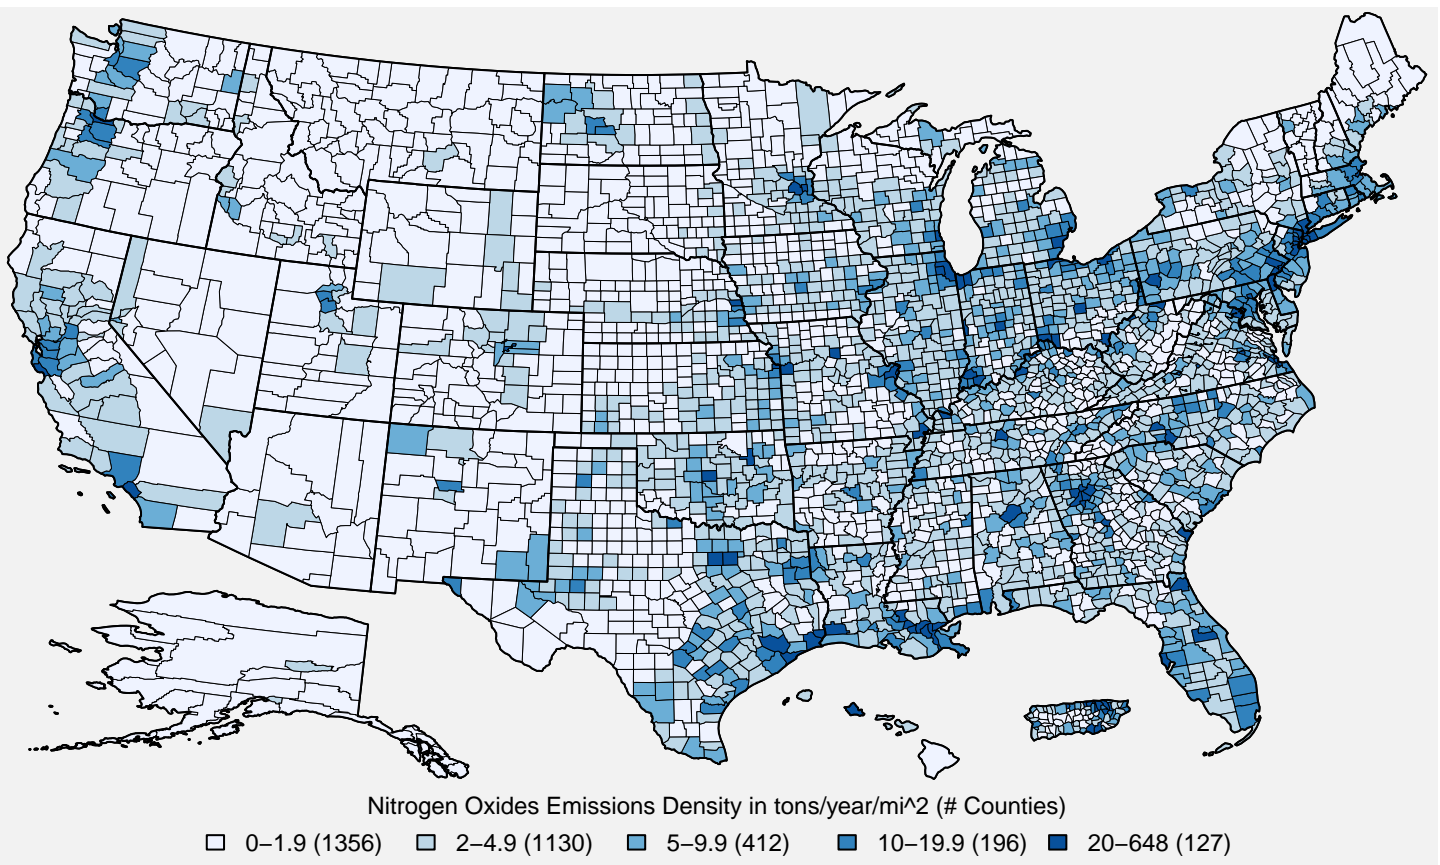 Nitrogen Oxides Emissions Density in tons/year/mi^2 (# Counties)
0−1.9 (1356) 2−4.9 (1130) 5−9.9 (412) 10−19.9 (196) 20−648 (127)